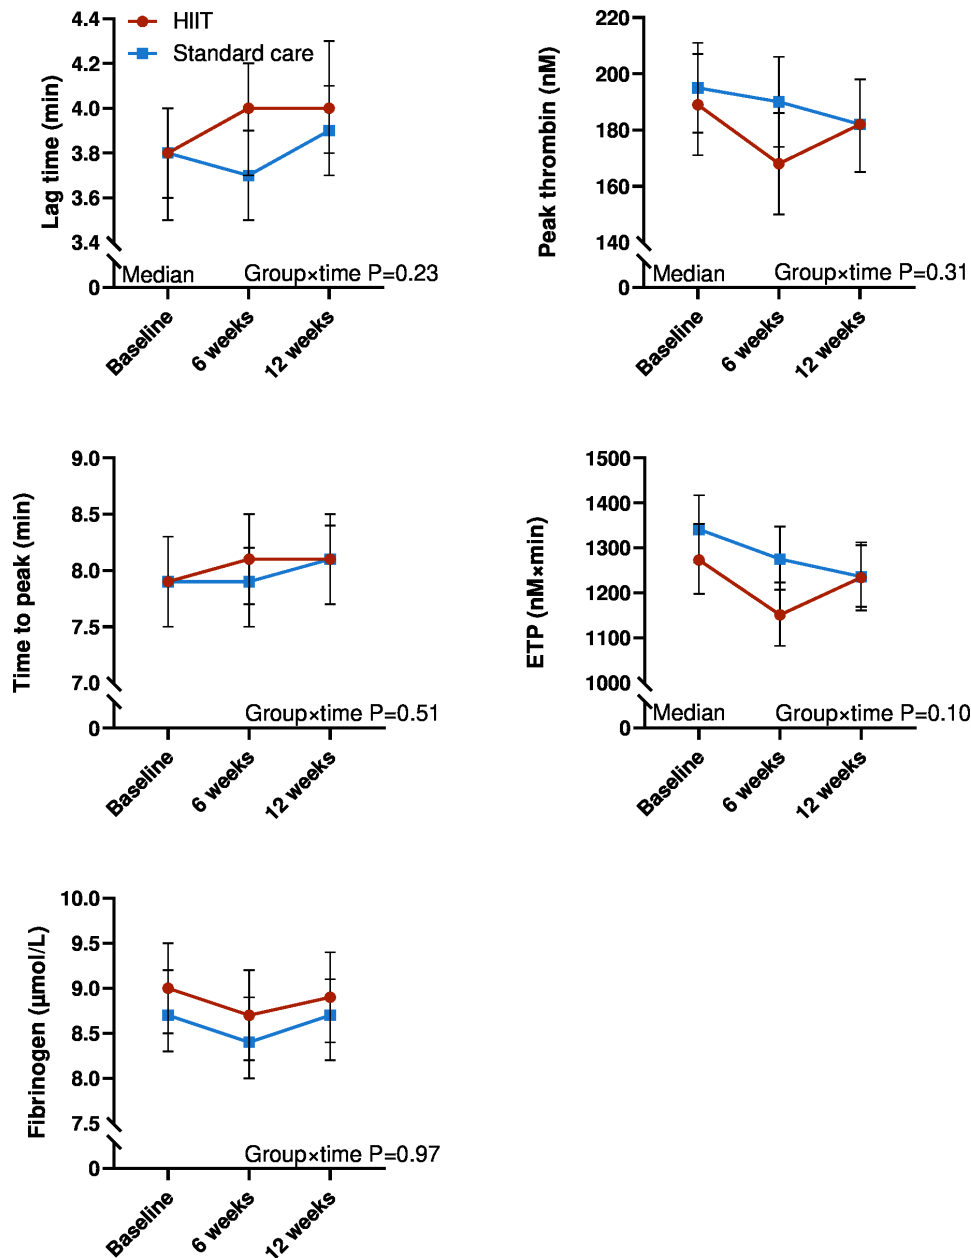 HIIT
Standard care
Lag time (min)
4.4
4.2
4.0
3.8
3.6
3.4
0
Median
Group×time P=0.23
Baseline
6 weeks
12 weeks
Peak thrombin (nM)
220
200
180
160
140
0
Median
Group×time P=0.31
Baseline
6 weeks
12 weeks
Time to peak (min)
9.0
8.5
8.0
7.5
7.0
0
Group×time P=0.51
Baseline
6 weeks
12 weeks
ETP (nM×min)
1500
1400
1300
1200
1100
1000
0
Median
Group×time P=0.10
Baseline
6 weeks
12 weeks
Fibrinogen (µmol/L)
10.0
9.5
9.0
8.5
8.0
7.5
0
Group×time P=0.97
Baseline
6 weeks
12 weeks